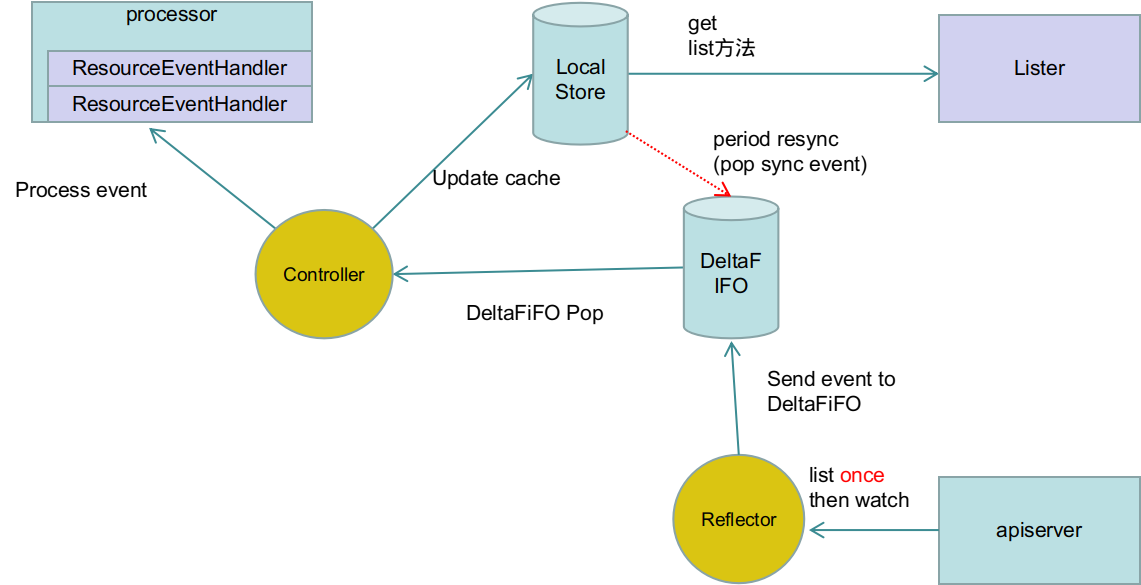 processor
ResourceEventHandler
ResourceEventHandler
Process event
Controller
Update cache
Local
Store
get
list方法
Lister
period resync
(pop sync event)
DeltaF
IFO
DeltaFiFO Pop
Send event to
DeltaFiFO
Reflector
list once
then watch
apiserver